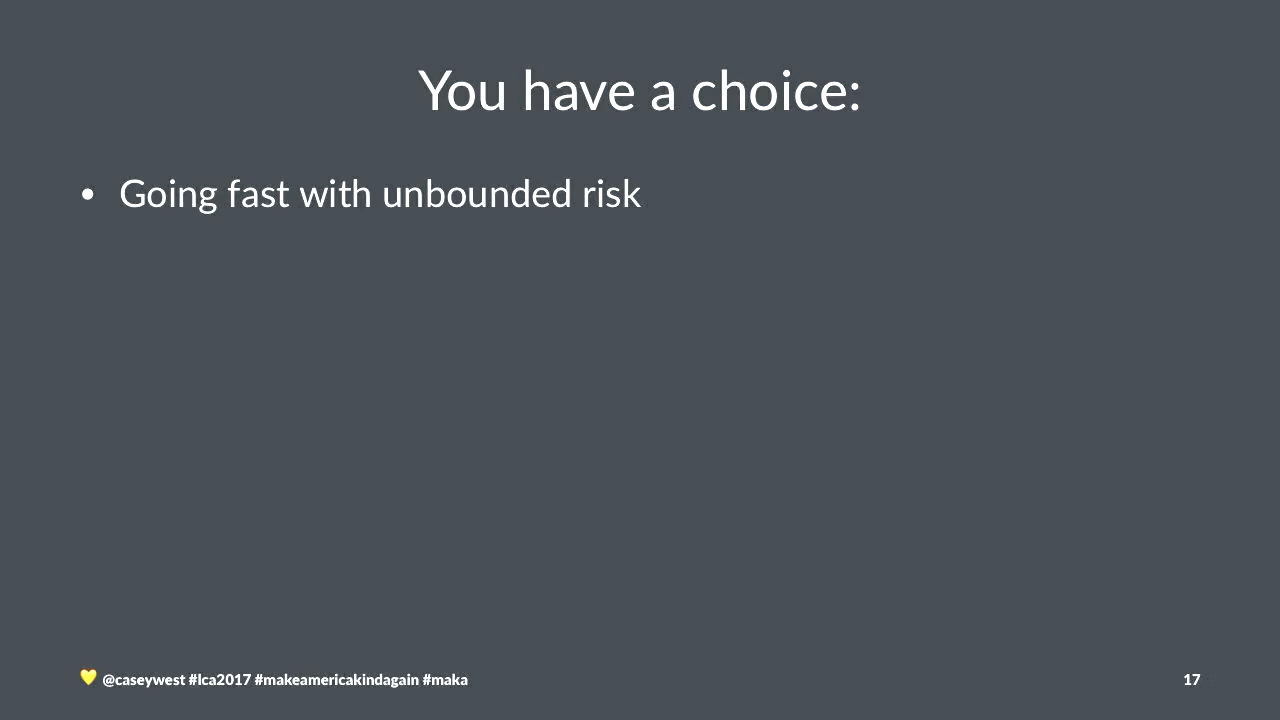 You have a choice:
• Going fast with unbounded risk
💛 @caseywest #lca2017 #makeamericakindagain #maka
17